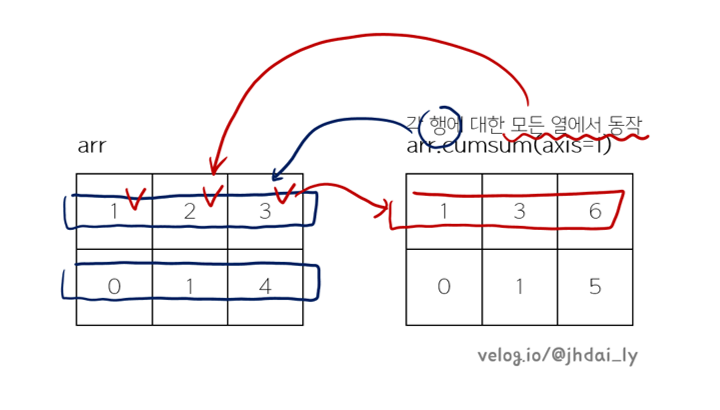 각 행에 대한 모든 열에서 동작
arr
arr.cumsum(axis=1)
1 2 3
1 3 6
0 1 4
0 1 5
velog.io/@jhdai_ly